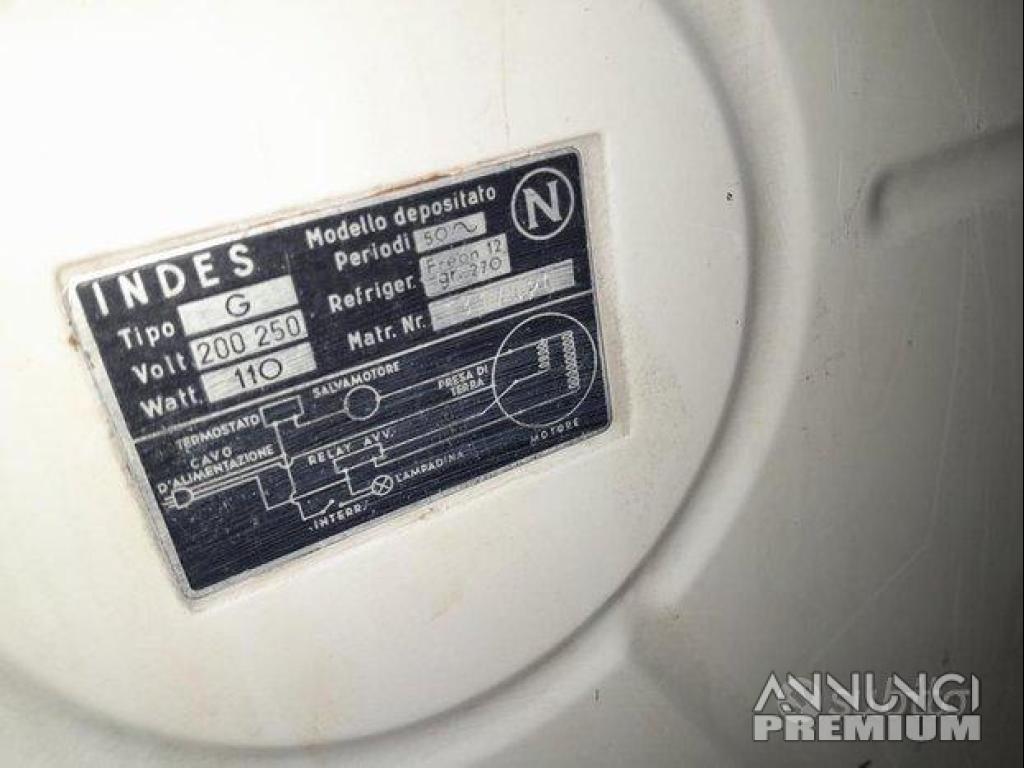 INDES
Modello depositato
N
Tipo G
Periodi 50~
Volt 200 250
Refriger. Freon 12
gr. 270
Watt. 110
Matr. Nr.
TERMOSTATO
SALVAMOTORE
PRESA DI
TERRA
CAVO
D'ALIMENTAZIONE
RELAY AVV.
MOTORE
LAMPADINA
INTERR.
ANNUNCI
PREMIUM